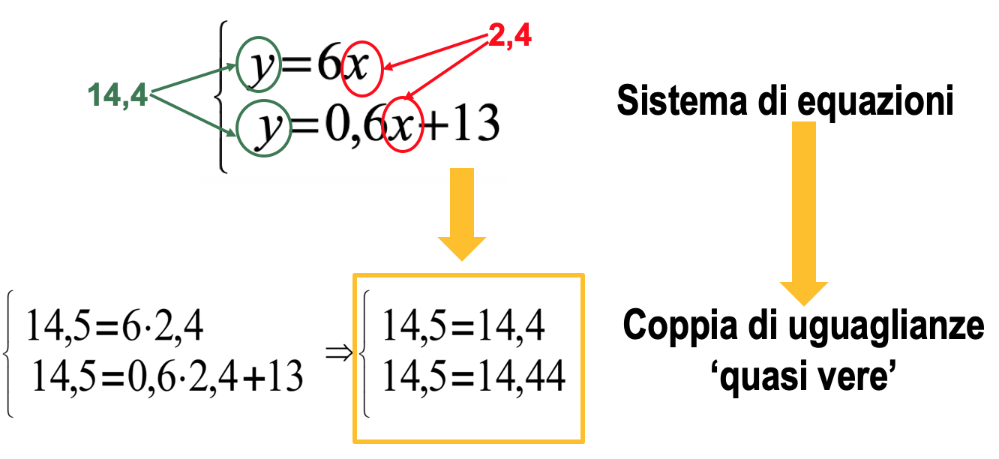 2,4
y=6x
14,4
y=0,6x+13
Sistema di equazioni
14,5=6·2,4
14,5=0,6·2,4+13
⇒
14,5=14,4
14,5=14,44
Coppia di uguaglianze
‘quasi vere’